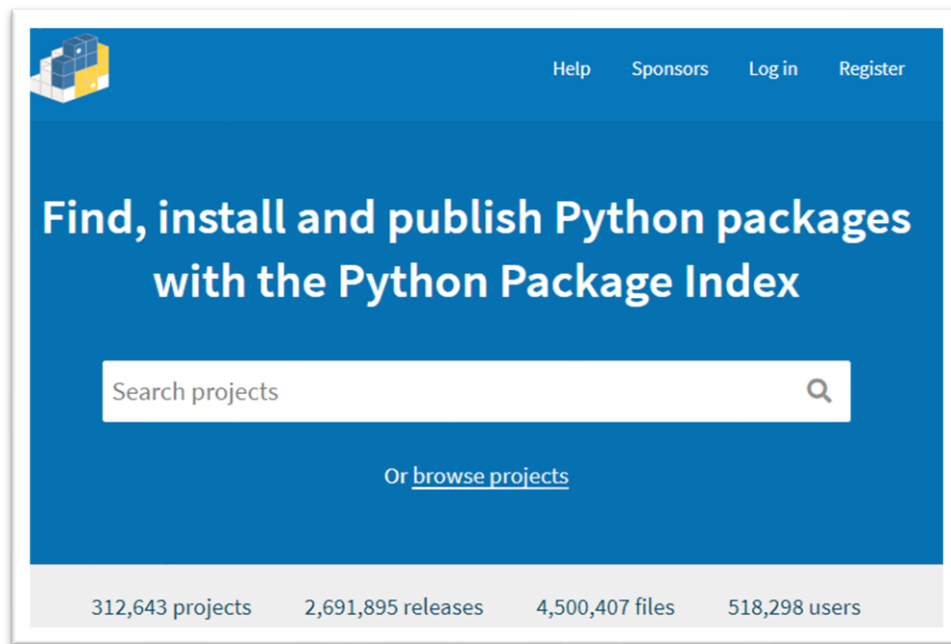 Help Sponsors Log in Register
Find, install and publish Python packages
with the Python Package Index
Search projects
Or browse projects
312,643 projects 2,691,895 releases 4,500,407 files 518,298 users